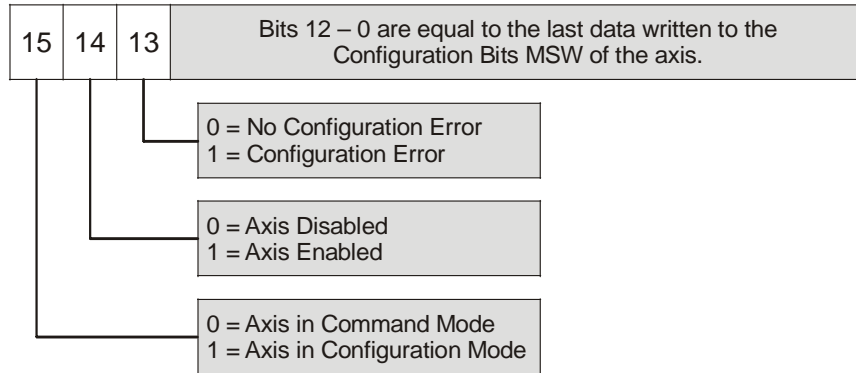 15 14 13 Bits 12 – 0 are equal to the last data written to the
Configuration Bits MSW of the axis.
0 = No Configuration Error
1 = Configuration Error
0 = Axis Disabled
1 = Axis Enabled
0 = Axis in Command Mode
1 = Axis in Configuration Mode